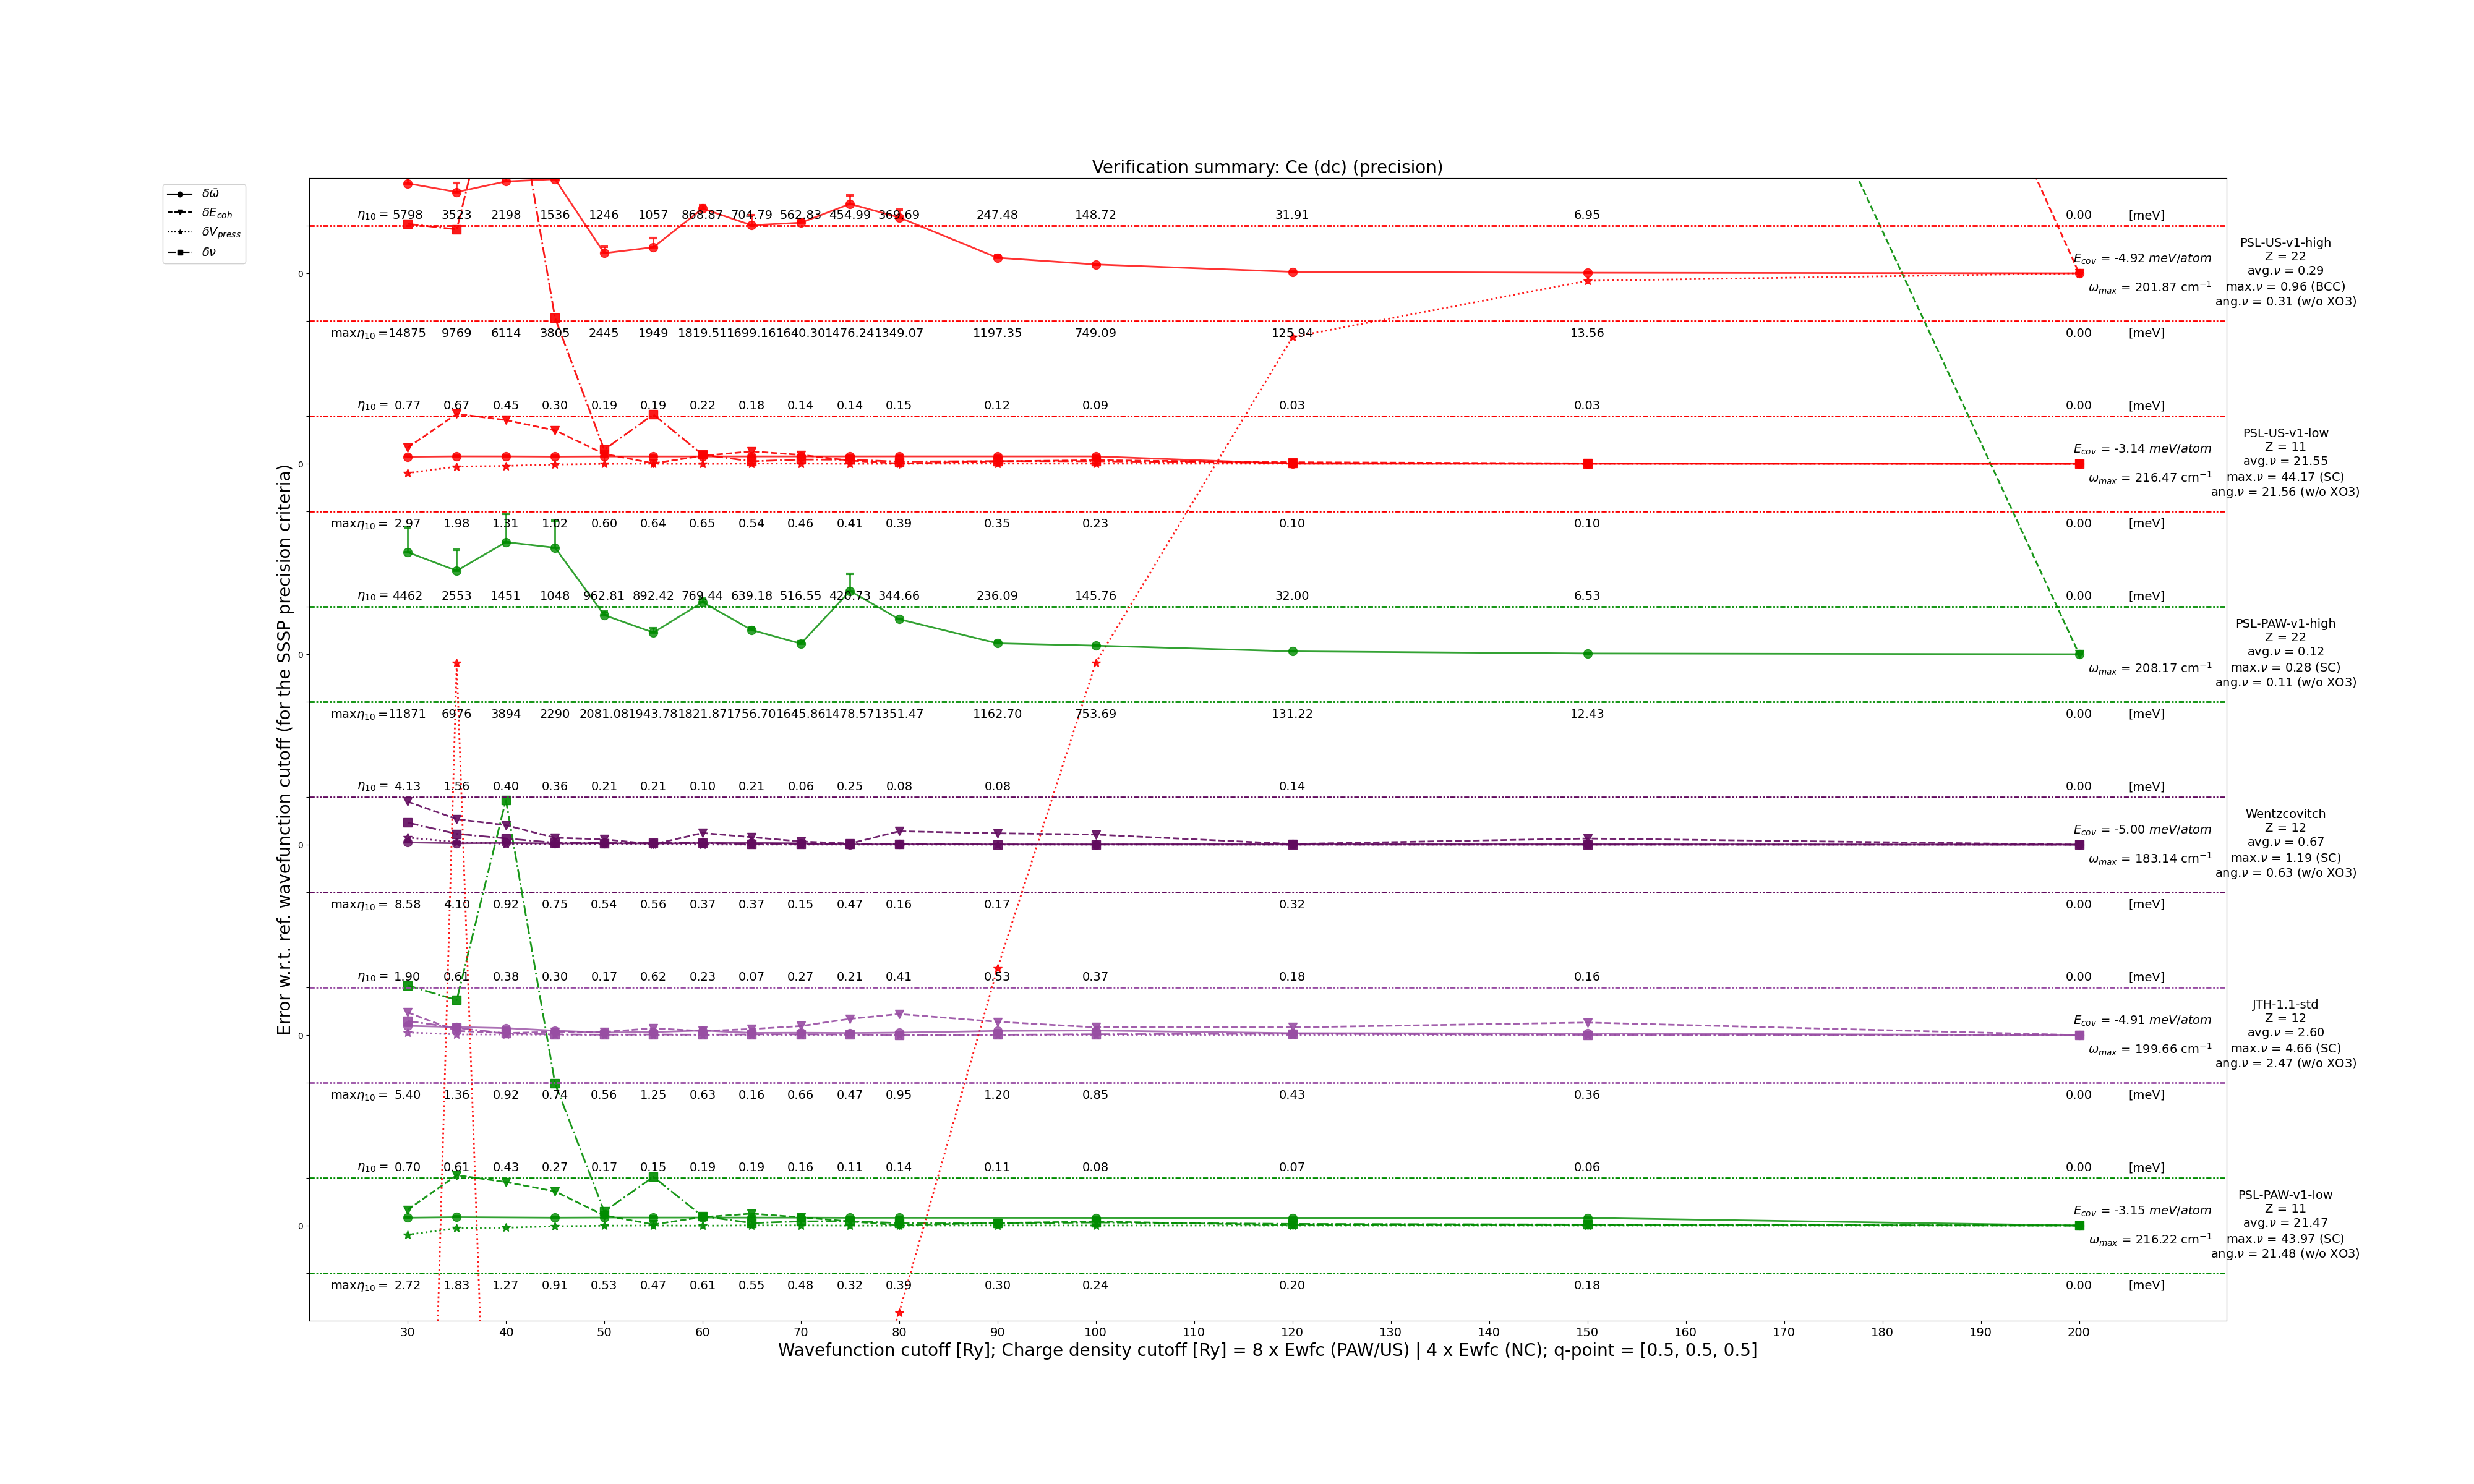 Verification summary: Ce (dc) (precision)
δω̄
δE_coh
δV_press
δν
Error w.r.t. ref. wavefunction cutoff (for the SSSP precision criteria)
η₁₀ = 5798 3523 2198 1536 1246 1057 868.87 704.79 562.83 454.99 369.69 247.48 148.72 31.91 6.95 0.00 [meV]
0
E_cov = -4.92 meV/atom
ω_max = 201.87 cm⁻¹
PSL-US-v1-high
Z = 22
avg.ν = 0.29
max.ν = 0.96 (BCC)
ang.ν = 0.31 (w/o XO3)
maxη₁₀ = 14875 9769 6114 3805 2445 1949 1819.51 1699.16 1640.30 1476.24 1349.07 1197.35 749.09 125.94 13.56 0.00 [meV]
η₁₀ = 0.77 0.67 0.45 0.30 0.19 0.19 0.22 0.18 0.14 0.14 0.15 0.12 0.09 0.03 0.03 0.00 [meV]
0
E_cov = -3.14 meV/atom
ω_max = 216.47 cm⁻¹
PSL-US-v1-low
Z = 11
avg.ν = 21.55
max.ν = 44.17 (SC)
ang.ν = 21.56 (w/o XO3)
maxη₁₀ = 2.97 1.98 1.31 1.02 0.60 0.64 0.65 0.54 0.46 0.41 0.39 0.35 0.23 0.10 0.10 0.00 [meV]
η₁₀ = 4462 2553 1451 1048 962.81 892.42 769.44 639.18 516.55 420.73 344.66 236.09 145.76 32.00 6.53 0.00 [meV]
0
ω_max = 208.17 cm⁻¹
PSL-PAW-v1-high
Z = 22
avg.ν = 0.12
max.ν = 0.28 (SC)
ang.ν = 0.11 (w/o XO3)
maxη₁₀ = 11871 6976 3894 2290 2081.08 1943.78 1821.87 1756.70 1645.86 1478.57 1351.47 1162.70 753.69 131.22 12.43 0.00 [meV]
η₁₀ = 4.13 1.56 0.40 0.36 0.21 0.21 0.10 0.21 0.06 0.25 0.08 0.08 0.14 0.00 [meV]
0
E_cov = -5.00 meV/atom
ω_max = 183.14 cm⁻¹
Wentzcovitch
Z = 12
avg.ν = 0.67
max.ν = 1.19 (SC)
ang.ν = 0.63 (w/o XO3)
maxη₁₀ = 8.58 4.10 0.92 0.75 0.54 0.56 0.37 0.37 0.15 0.47 0.16 0.17 0.32 0.00 [meV]
η₁₀ = 1.90 0.61 0.38 0.30 0.17 0.62 0.23 0.07 0.27 0.21 0.41 0.53 0.37 0.18 0.16 0.00 [meV]
0
E_cov = -4.91 meV/atom
ω_max = 199.66 cm⁻¹
JTH-1.1-std
Z = 12
avg.ν = 2.60
max.ν = 4.66 (SC)
ang.ν = 2.47 (w/o XO3)
maxη₁₀ = 5.40 1.36 0.92 0.74 0.56 1.25 0.63 0.16 0.66 0.47 0.95 1.20 0.85 0.43 0.36 0.00 [meV]
η₁₀ = 0.70 0.61 0.43 0.27 0.17 0.15 0.19 0.19 0.16 0.11 0.14 0.11 0.08 0.07 0.06 0.00 [meV]
0
E_cov = -3.15 meV/atom
ω_max = 216.22 cm⁻¹
PSL-PAW-v1-low
Z = 11
avg.ν = 21.47
max.ν = 43.97 (SC)
ang.ν = 21.48 (w/o XO3)
maxη₁₀ = 2.72 1.83 1.27 0.91 0.53 0.47 0.61 0.55 0.48 0.32 0.39 0.30 0.24 0.20 0.18 0.00 [meV]
30 40 50 60 70 80 90 100 110 120 130 140 150 160 170 180 190 200
Wavefunction cutoff [Ry]; Charge density cutoff [Ry] = 8 x Ewfc (PAW/US) | 4 x Ewfc (NC); q-point = [0.5, 0.5, 0.5]